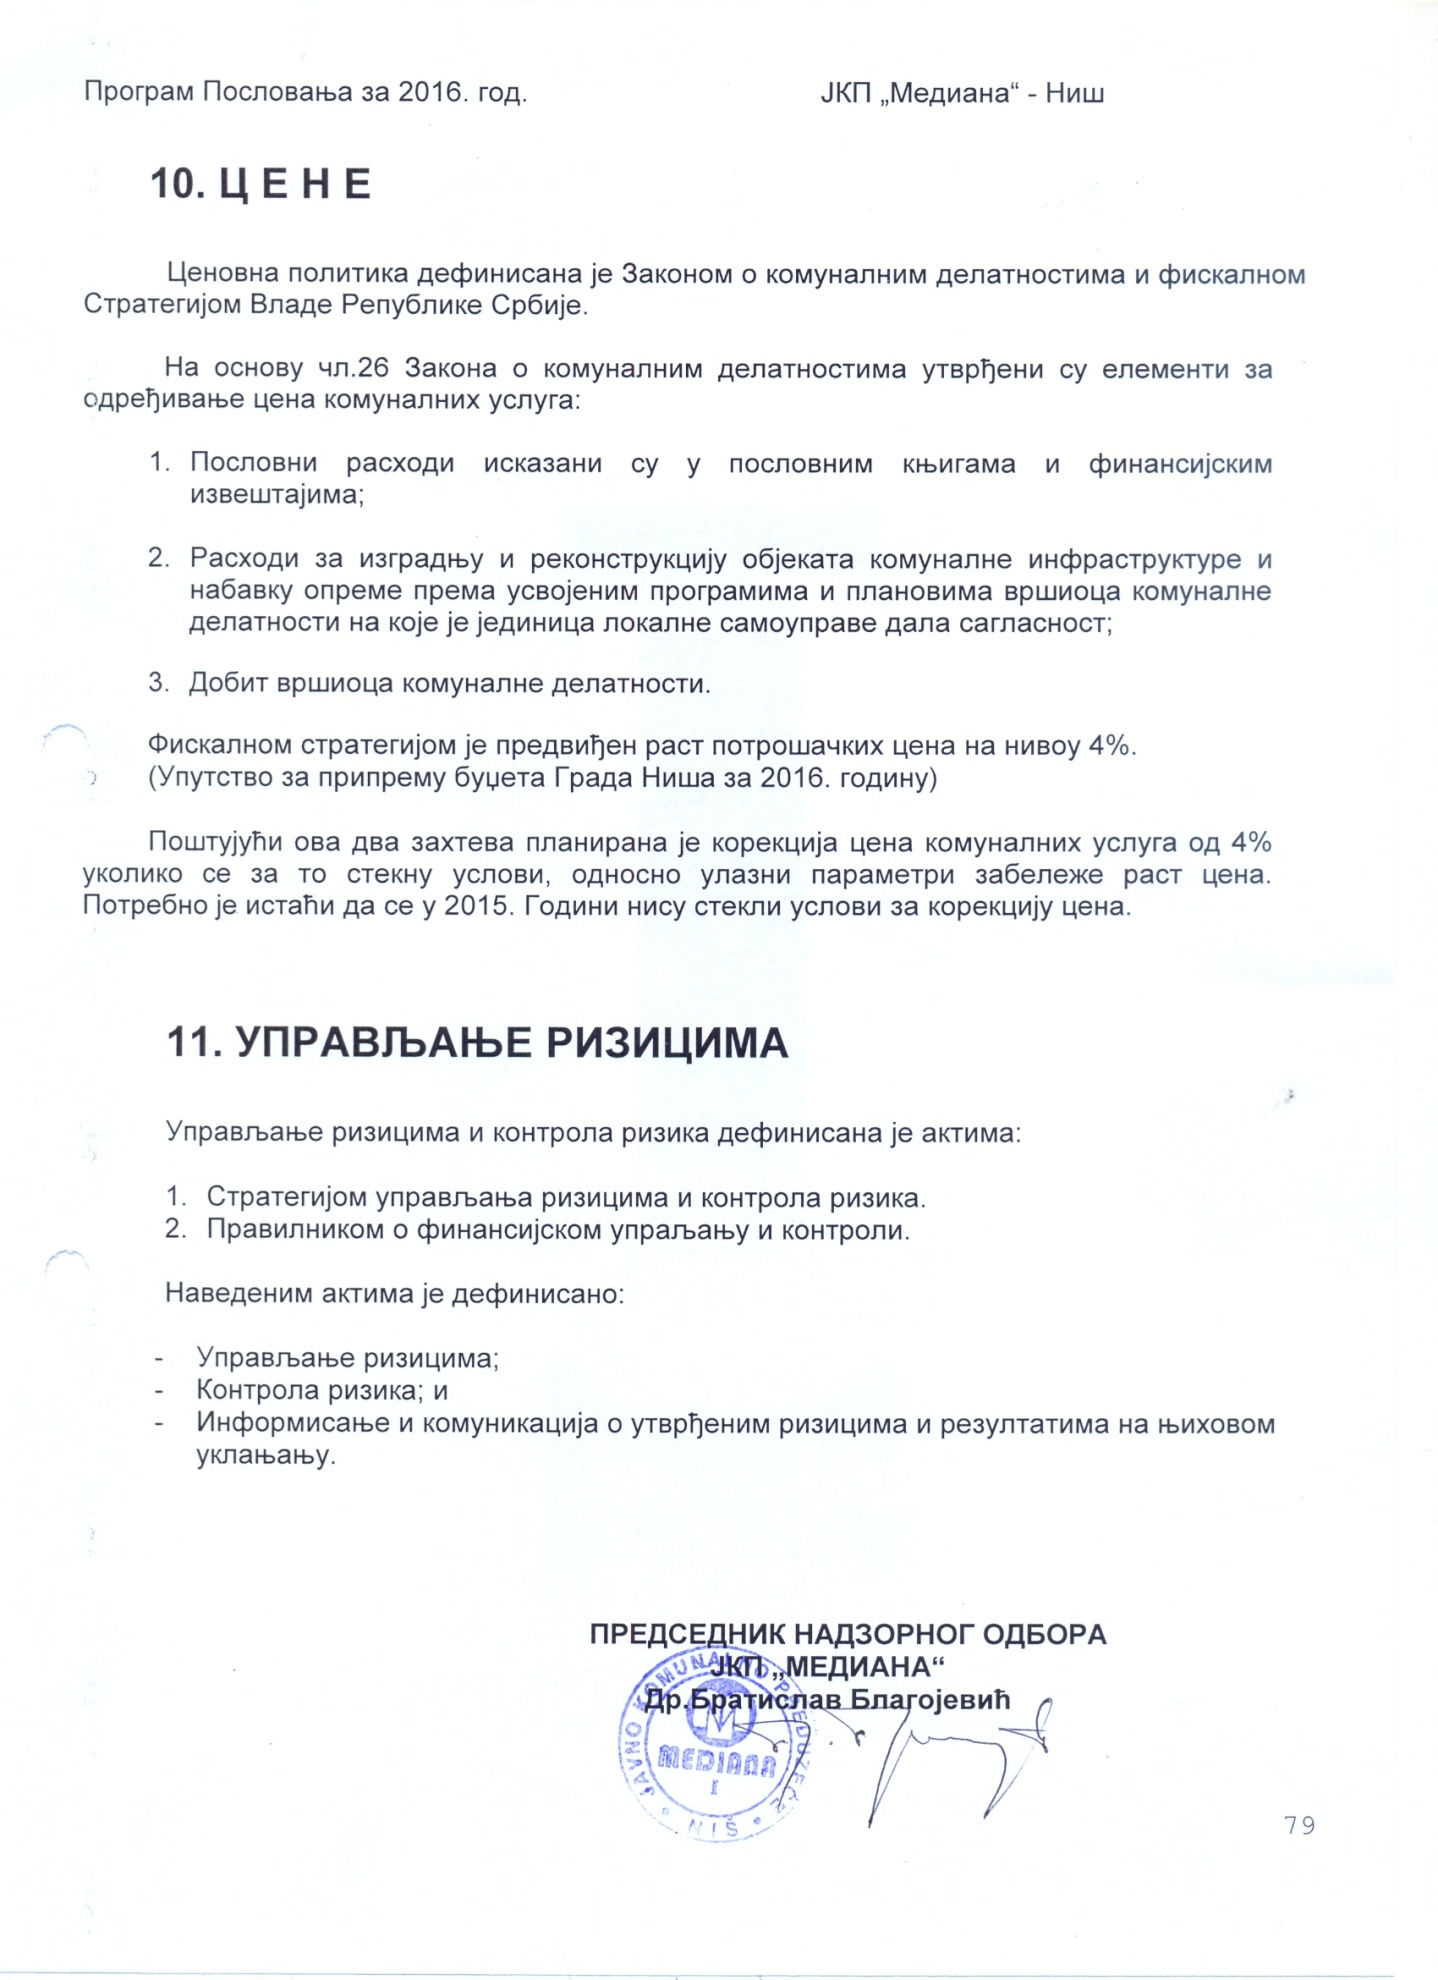 Програм Пословања за 2016. год. ЈКП „Медиана“ - Ниш
10. Ц Е Н Е
Ценовна политика дефинисана је Законом о комуналним делатностима и фискалном
Стратегијом Владе Републике Србије.
На основу чл.26 Закона о комуналним делатностима утврђени су елементи за
одређивање цена комуналних услуга:
1. Пословни расходи исказани су у пословним књигама и финансијским
извештајима;
2. Расходи за изградњу и реконструкцију објеката комуналне инфраструктуре и
набавку опреме према усвојеним програмима и плановима вршиоца комуналне
делатности на које је јединица локалне самоуправе дала сагласност;
3. Добит вршиоца комуналне делатности.
Фискалном стратегијом је предвиђен раст потрошачких цена на нивоу 4%.
(Упутство за припрему буџета Града Ниша за 2016. годину)
Поштујући ова два захтева планирана је корекција цена комуналних услуга од 4%
уколико се за то стекну услови, односно улазни параметри забележе раст цена.
Потребно је истаћи да се у 2015. Години нису стекли услови за корекцију цена.
11. УПРАВЉАЊЕ РИЗИЦИМА
Управљање ризицима и контрола ризика дефинисана је актима:
1. Стратегијом управљања ризицима и контрола ризика.
2. Правилником о финансијском упраљању и контроли.
Наведеним актима је дефинисано:
- Управљање ризицима;
- Контрола ризика; и
- Информисање и комуникација о утврђеним ризицима и резултатима на њиховом
уклањању.
ПРЕДСЕДНИК НАДЗОРНОГ ОДБОРА
ЈКП „МЕДИАНА“
Др.Братислав Благојевић
JAVNO KOMUNALNO PREDUZEĆE
MEDIANA
I
NIŠ
79